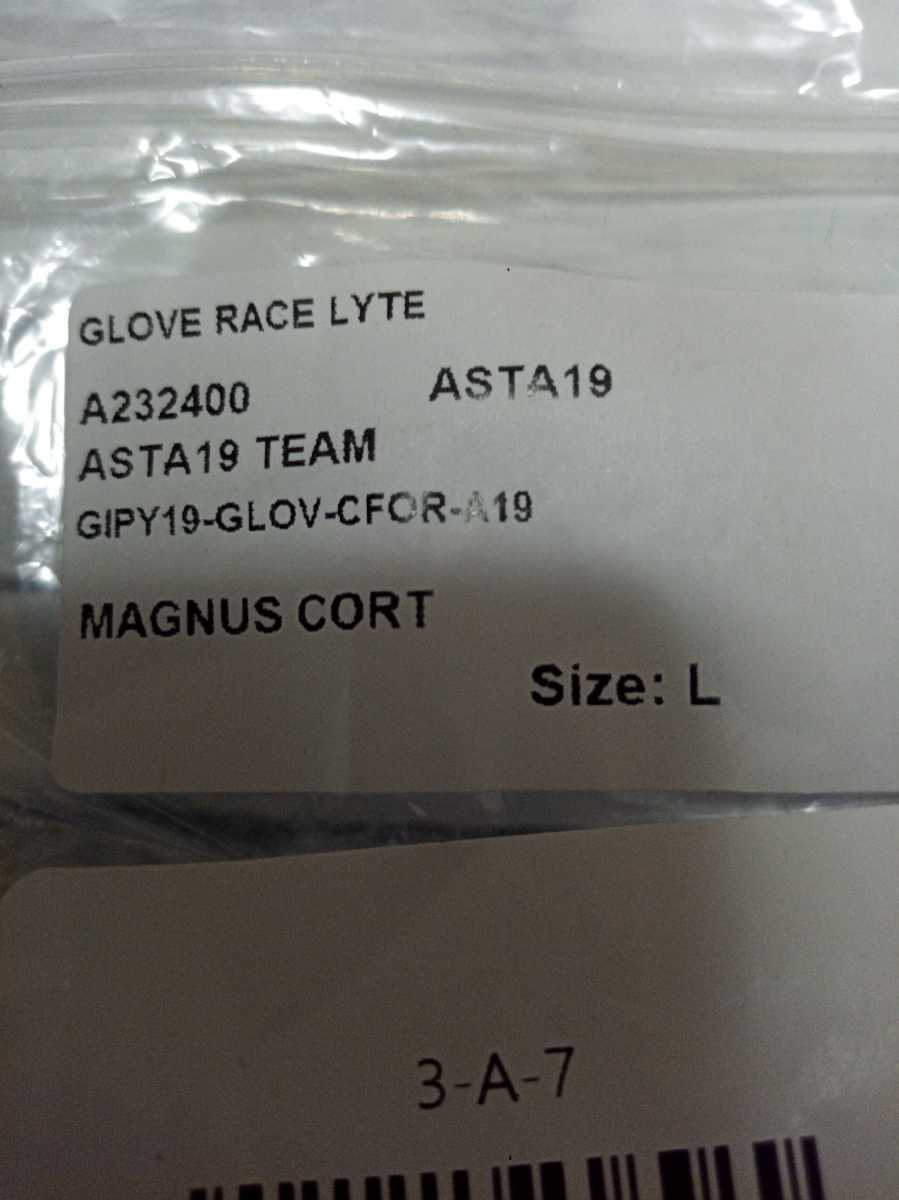 GLOVE RACE LYTE
A232400 ASTA19
ASTA19 TEAM
GIPY19-GLOV-CFOR-A19
MAGNUS CORT
Size: L
3-A-7